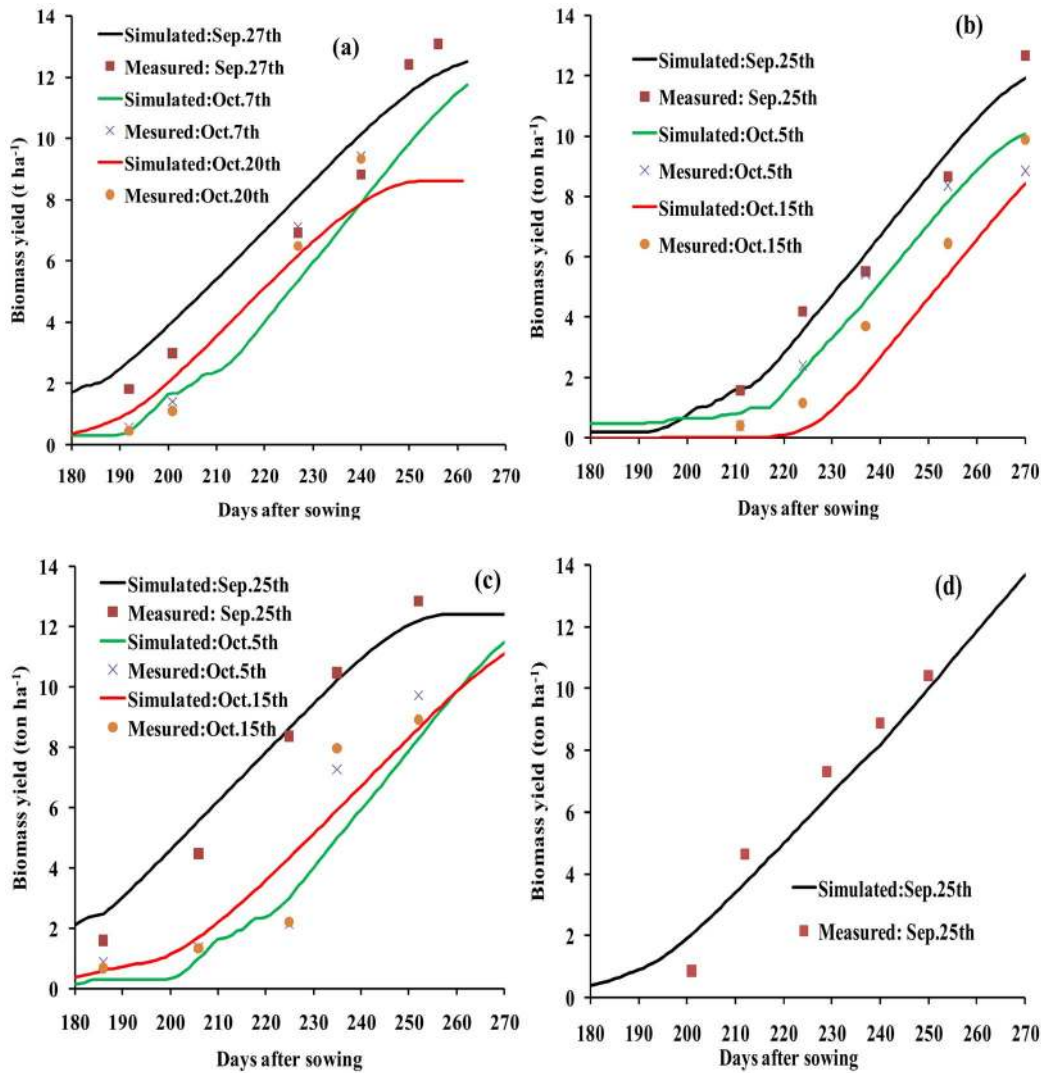 (a)
Biomass yield (t ha⁻¹)
14
12
10
8
6
4
2
0
Simulated:Sep.27th
Measured: Sep.27th
Simulated:Oct.7th
Mesured:Oct.7th
Simulated:Oct.20th
Mesured:Oct.20th
180 190 200 210 220 230 240 250 260 270
Days after sowing
(b)
Biomass yield (ton ha⁻¹)
14
12
10
8
6
4
2
0
Simulated:Sep.25th
Measured: Sep.25th
Simulated:Oct.5th
Mesured:Oct.5th
Simulated:Oct.15th
Mesured:Oct.15th
180 190 200 210 220 230 240 250 260 270
Days after sowing
(c)
Biomass yield (ton ha⁻¹)
14
12
10
8
6
4
2
0
Simulated:Sep.25th
Measured: Sep.25th
Simulated:Oct.5th
Mesured:Oct.5th
Simulated:Oct.15th
Mesured:Oct.15th
180 190 200 210 220 230 240 250 260 270
Days after sowing
(d)
Biomass yield (ton ha⁻¹)
14
12
10
8
6
4
2
0
Simulated:Sep.25th
Measured: Sep.25th
180 190 200 210 220 230 240 250 260 270
Days after sowing